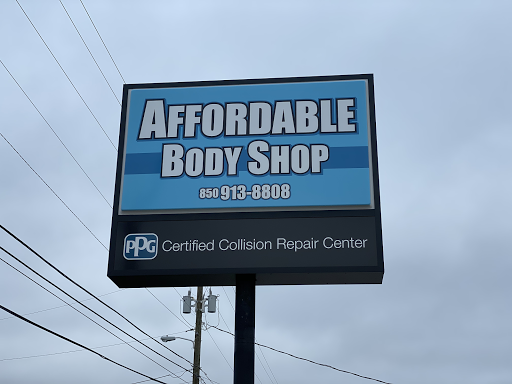 AFFORDABLE
BODY SHOP
850 913-8808
PPG Certified Collision Repair Center